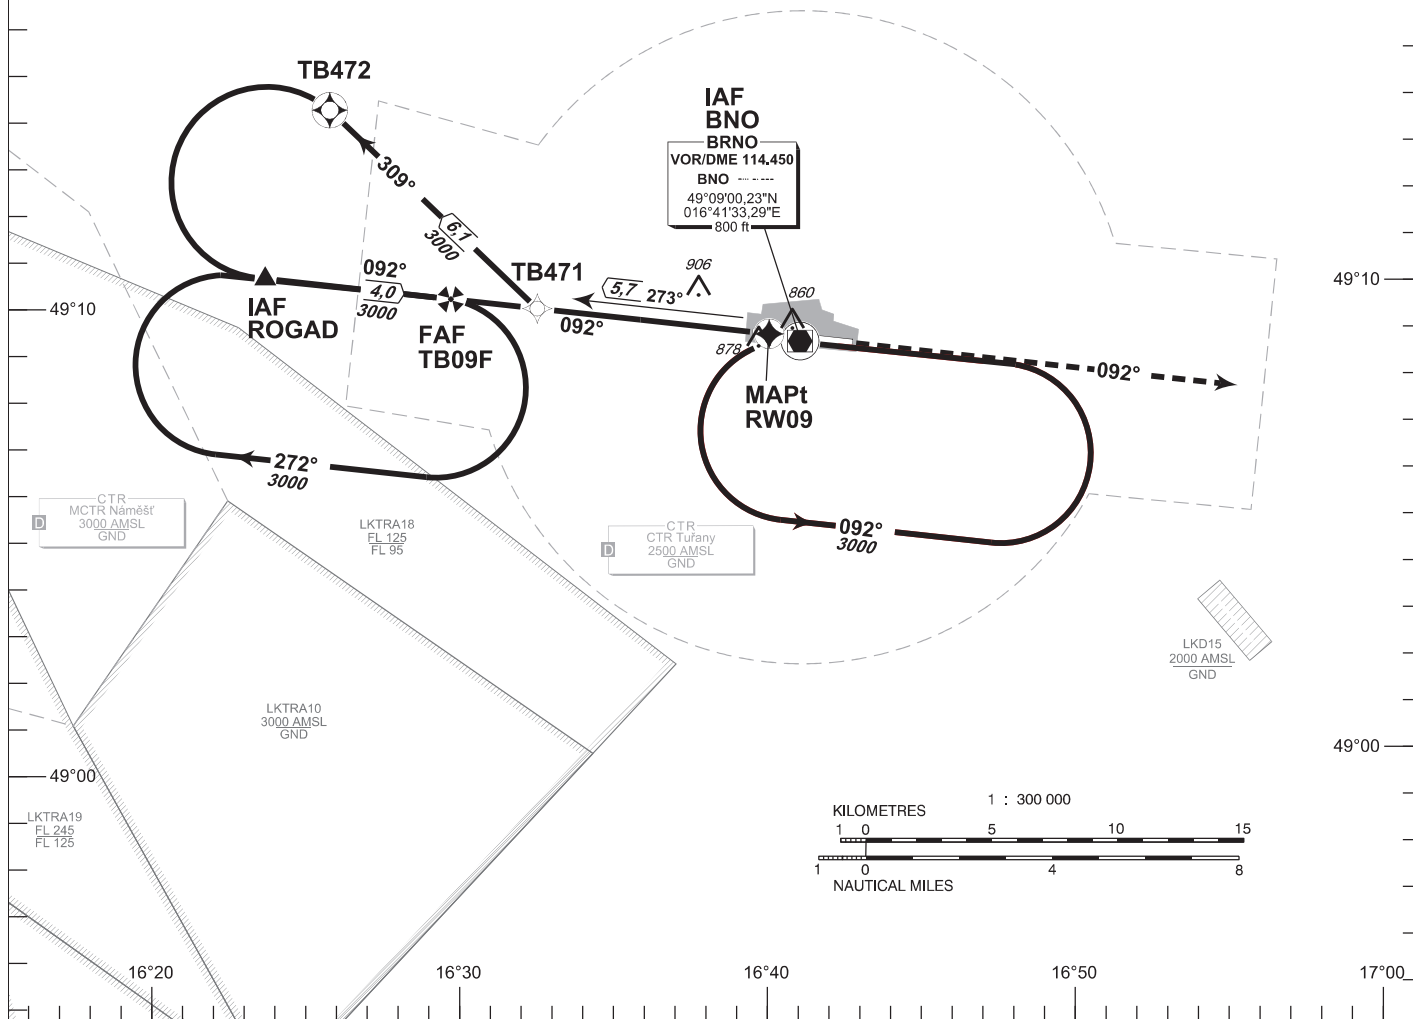 TB472
IAF
BNO
BRNO
VOR/DME 114.450
BNO
49°09'00,23"N
016°41'33,29"E
800 ft
309°
6,1
3000
TB471
906
092°
4,0
3000
5,7
273°
860
49°10
49°10
IAF
ROGAD
FAF
TB09F
092°
878
092°
MAPt
RW09
272°
3000
092°
3000
CTR
MCTR Náměšť
3000 AMSL
GND
D
LKTRA18
FL 125
FL 95
CTR
CTR Tuřany
2500 AMSL
GND
D
LKD15
2000 AMSL
GND
LKTRA10
3000 AMSL
GND
49°00
49°00
LKTRA19
FL 245
FL 125
1 : 300 000
KILOMETRES
1 0 5 10 15
1 0 4 8
NAUTICAL MILES
16°20 16°30 16°40 16°50 17°00